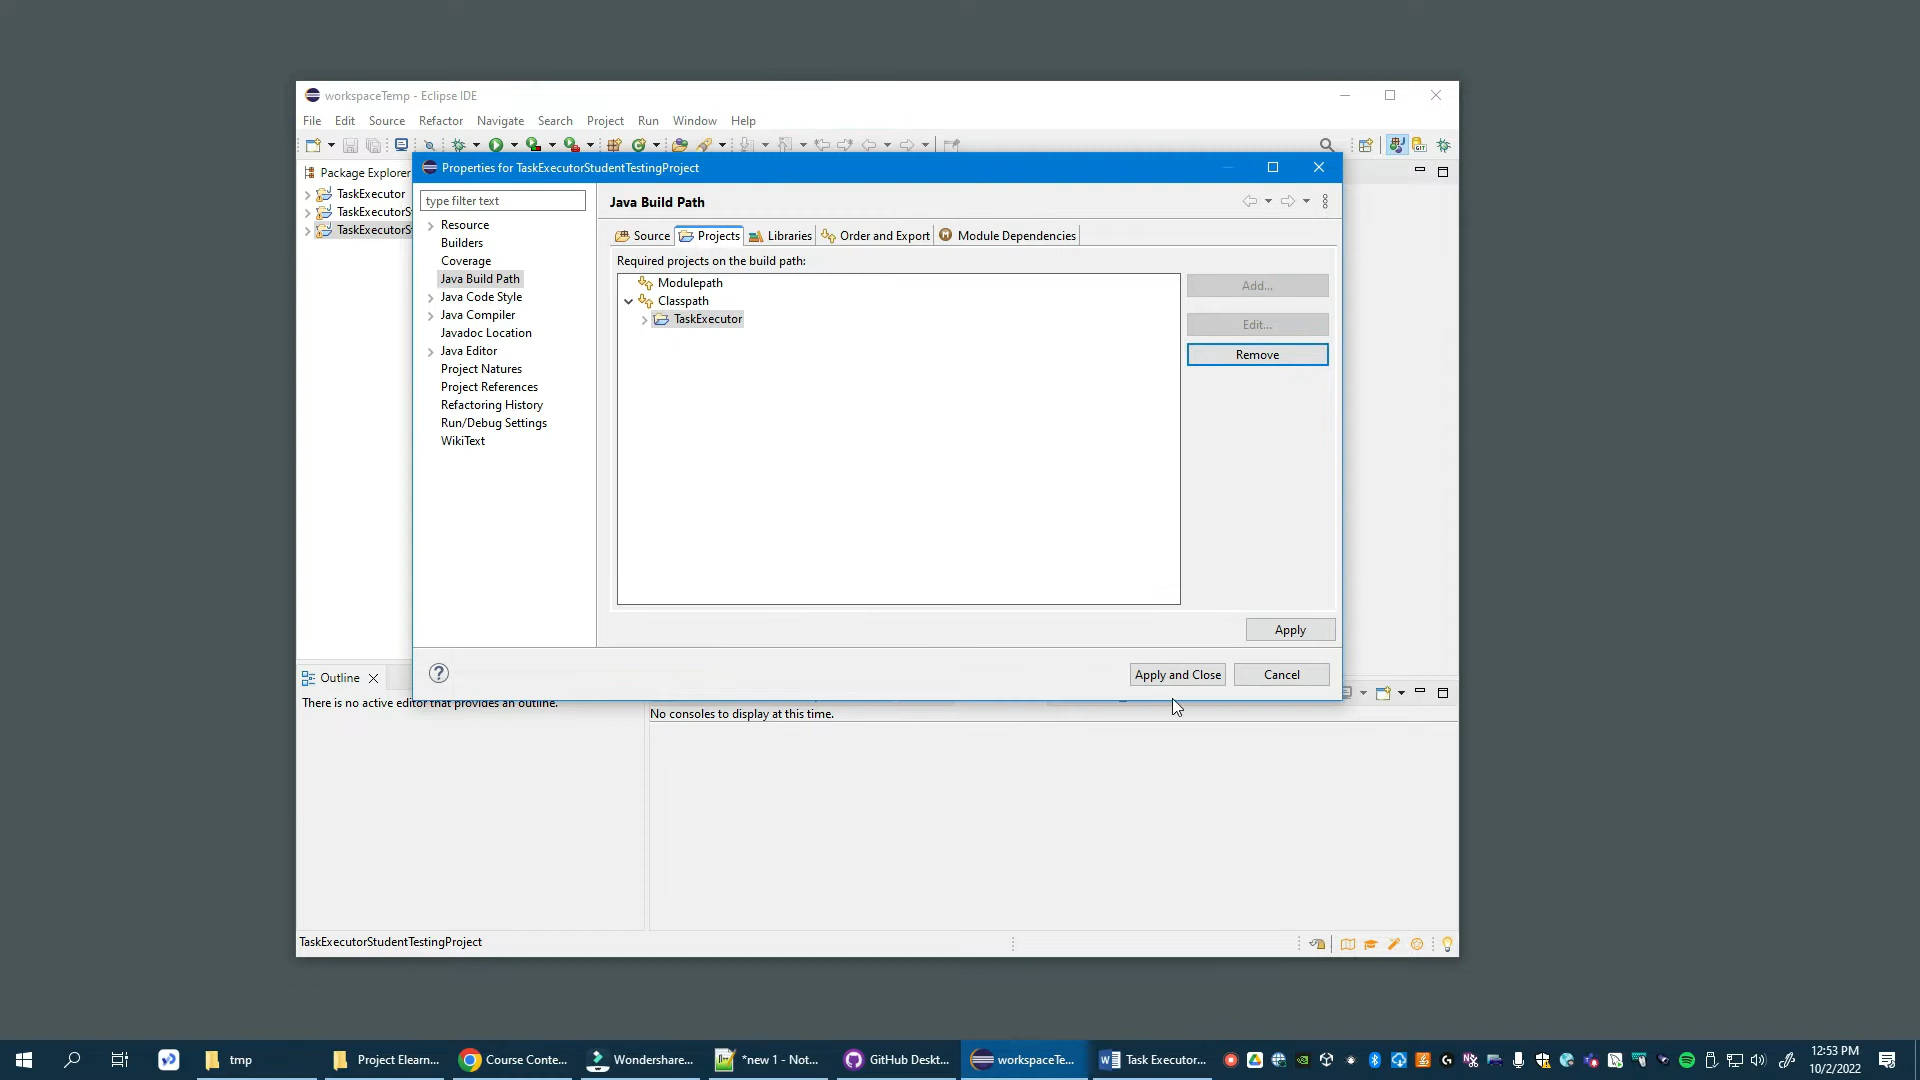 workspaceTemp - Eclipse IDE
File Edit Source Refactor Navigate Search Project Run Window Help
Package Explorer
TaskExecutor
TaskExecutorS
TaskExecutorS
Properties for TaskExecutorStudentTestingProject
type filter text
Resource
Builders
Coverage
Java Build Path
Java Code Style
Java Compiler
Javadoc Location
Java Editor
Project Natures
Project References
Refactoring History
Run/Debug Settings
WikiText
Java Build Path
Source Projects Libraries Order and Export Module Dependencies
Required projects on the build path:
Modulepath
Classpath
TaskExecutor
Add...
Edit...
Remove
Apply
Apply and Close Cancel
Outline
There is no active editor that provides an outline.
No consoles to display at this time.
TaskExecutorStudentTestingProject
tmp Project Elearn... Course Conte... Wondershare... *new 1 - Not... GitHub Deskt... workspaceTe... Task Executor...
12:53 PM
10/2/2022